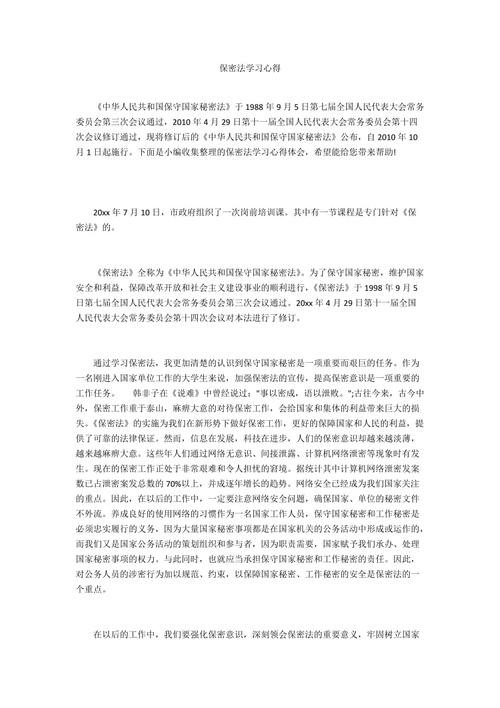 保密法学习心得
《中华人民共和国保守国家秘密法》于 1988 年 9 月 5 日第七届全国人民代表大会常务
委员会第三次会议通过，2010 年 4 月 29 日第十一届全国人民代表大会常务委员会第十四
次会议修订通过，现将修订后的《中华人民共和国保守国家秘密法》公布，自 2010 年 10
月 1 日起施行。下面是小编收集整理的保密法学习心得体会，希望能给您带来帮助!
20xx 年 7 月 10 日，市政府组织了一次岗前培训课。其中有一节课程是专门针对《保
密法》的。
《保密法》全称为《中华人民共和国保守国家秘密法》。为了保守国家秘密，维护国家
安全和利益，保障改革开放和社会主义建设事业的顺利进行，《保密法》于 1998 年 9 月 5
日第七届全国人民代表大会常务委员会第三次会议通过。20xx 年 4 月 29 日第十一届全国
人民代表大会常务委员会第十四次会议对本法进行了修订。
通过学习保密法，我更加清楚的认识到保守国家秘密是一项重要而艰巨的任务。作为
一名刚进入国家单位工作的大学生来说，加强保密法的宣传，提高保密意识是一项重要的
工作任务。 韩非子在《说难》中曾经说过："事以密成，语以泄败。";古往今来，古今中
外，保密工作重于泰山，麻痹大意的对待保密工作，会给国家和集体的利益带来巨大的损
失。《保密法》的实施为我们在新形势下做好保密工作，更好的保障国家和人民的利益，提
供了可靠的法律保证。然而，信息在发展，科技在进步，人们的保密意识却越来越淡薄，
越来越麻痹大意。这些年人们通过网络无意识、间接泄露、计算机网络泄密等现象时有发
生。现在的保密工作正处于非常艰难和令人担忧的窘境。据统计其中计算机网络泄密发案
数已占泄密案发总数的 70%以上，并成逐年增长的趋势。网络安全已经成为我们国家关注
的重点。因此，在以后的工作中，一定要注意网络安全问题，确保国家、单位的秘密文件
不外流。养成良好的使用网络的习惯作为一名国家工作人员，保守国家秘密和工作秘密是
必须忠实履行的义务，因为大量国家秘密事项都是在国家机关的公务活动中形成或运作的，
而我们又是国家公务活动的策划组织和参与者，因为职责需要，国家赋予我们承办、处理
国家秘密事项的权力。与此同时，也就应当承担保守国家秘密和工作秘密的责任。因此，
对公务人员的涉密行为加以规范、约束，以保障国家秘密、工作秘密的安全是保密法的一
个重点。
在以后的工作中，我们要强化保密意识，深刻领会保密法的重要意义，牢固树立国家